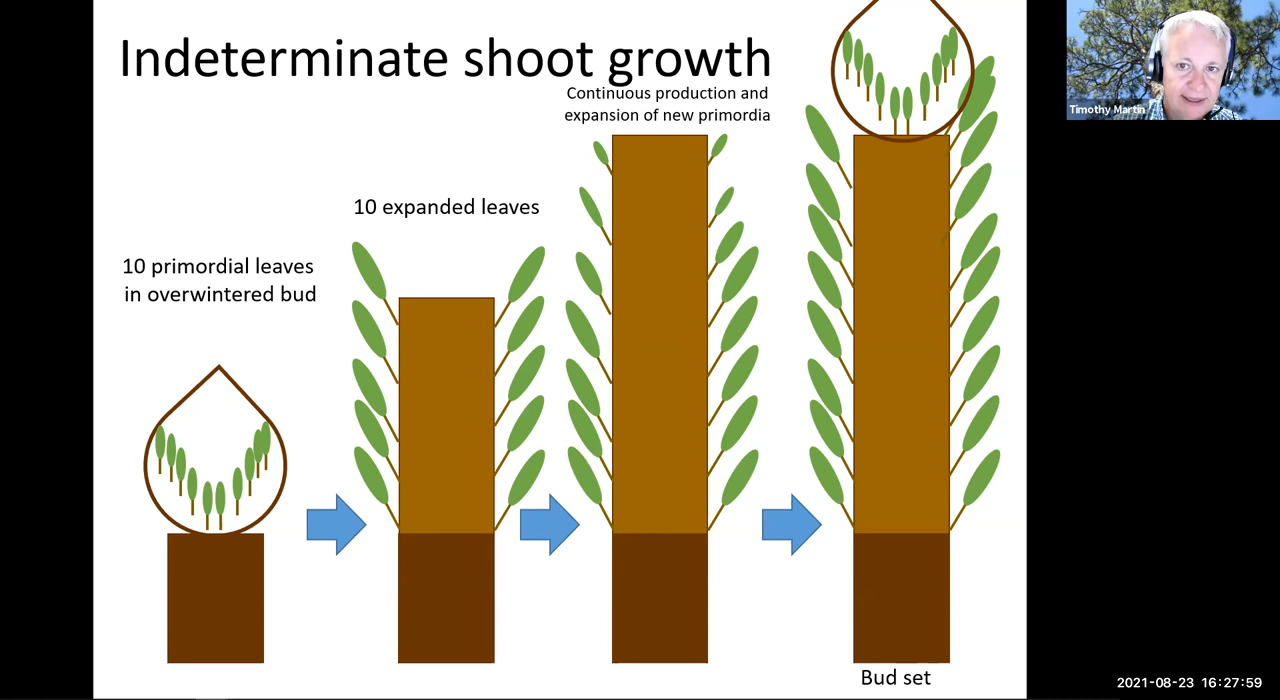 Indeterminate shoot growth
Continuous production and
expansion of new primordia
10 expanded leaves
10 primordial leaves
in overwintered bud
Bud set
Timothy Martin
2021-08-23 16:27:59